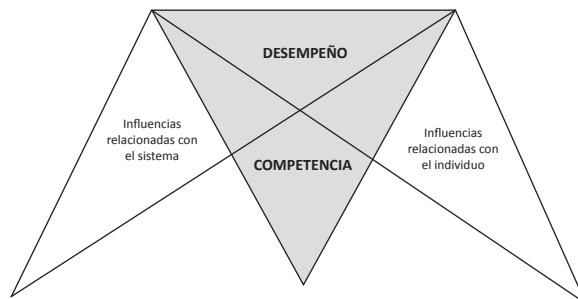 DESEMPEÑO
Influencias
relacionadas con
el sistema
COMPETENCIA
Influencias
relacionadas con
el individuo